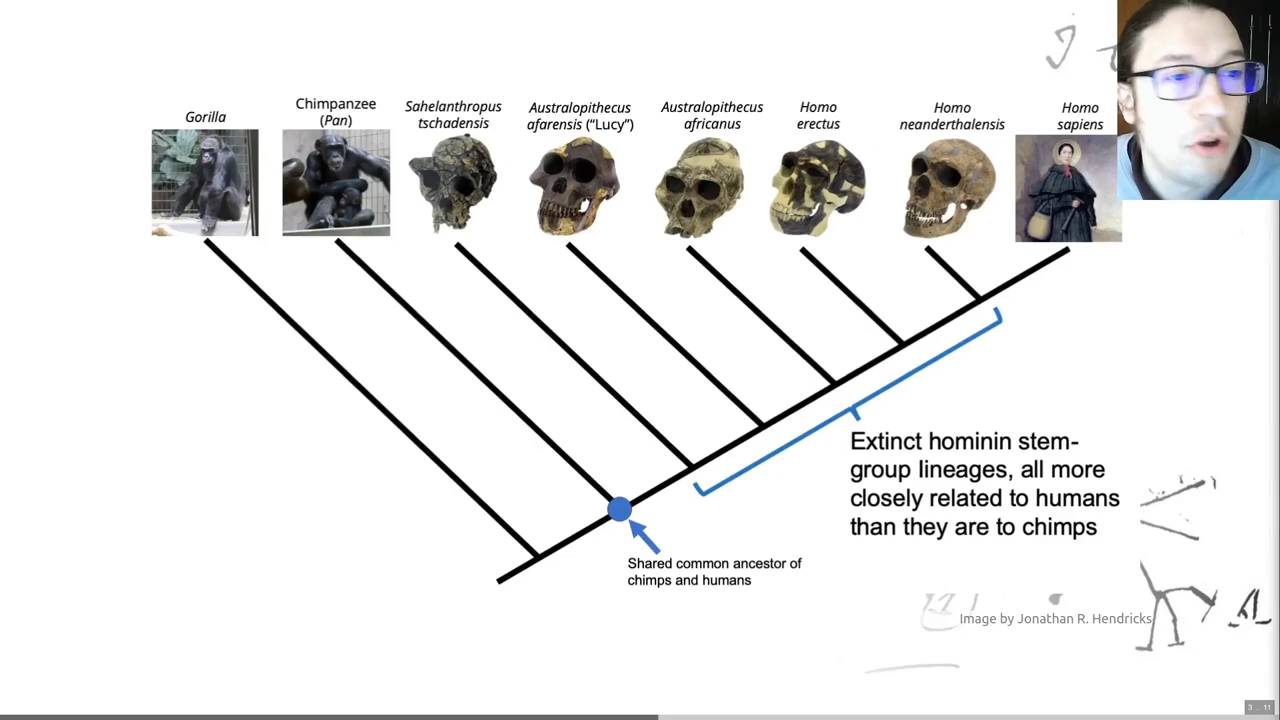 Gorilla
Chimpanzee
(Pan)
Sahelanthropus
tschadensis
Australopithecus
afarensis (“Lucy”)
Australopithecus
africanus
Homo
erectus
Homo
neanderthalensis
Homo
sapiens
Extinct hominin stem-
group lineages, all more
closely related to humans
than they are to chimps
Shared common ancestor of
chimps and humans
Image by Jonathan R. Hendricks
3 .. 11